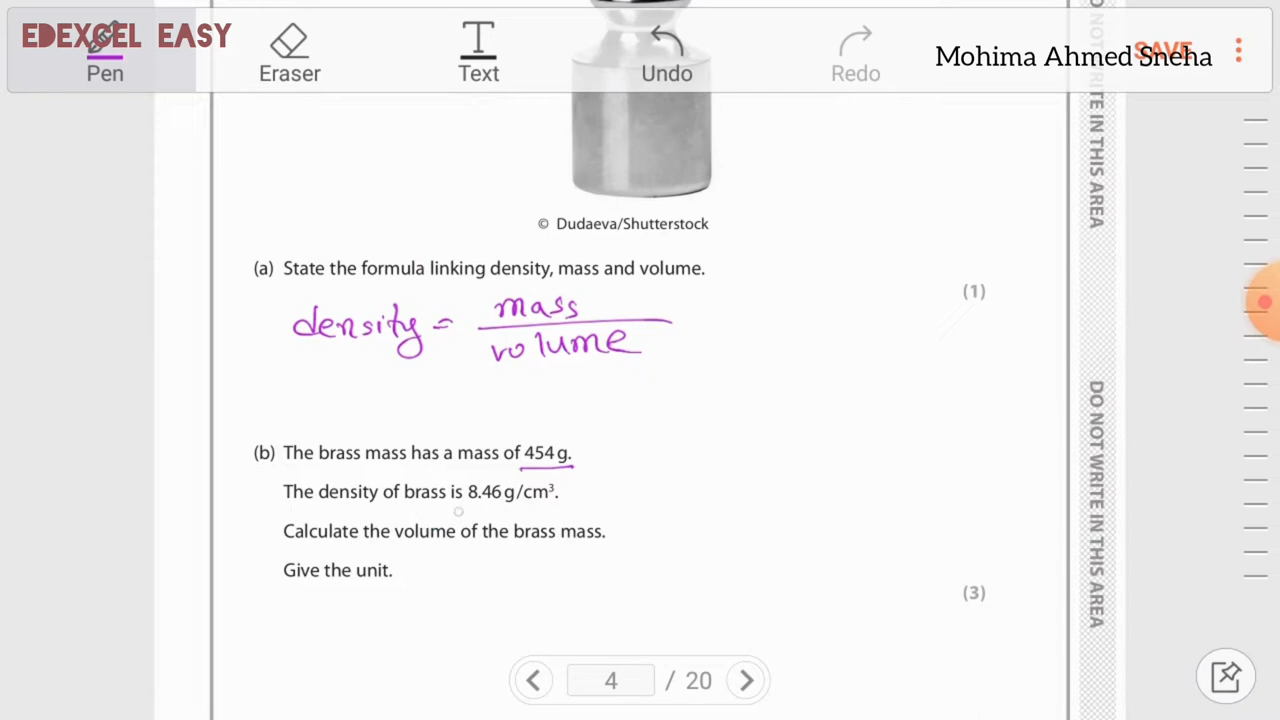 EDEXCEL EASY
Pen
Eraser
Text
Undo
Redo
SAVE
Mohima Ahmed Sneha
© Dudaeva/Shutterstock
(a) State the formula linking density, mass and volume.
(1)
density = mass
volume
(b) The brass mass has a mass of 454 g.
The density of brass is 8.46 g/cm³.
Calculate the volume of the brass mass.
Give the unit.
(3)
DO NOT WRITE IN THIS AREA
DO NOT WRITE IN THIS AREA
4 / 20